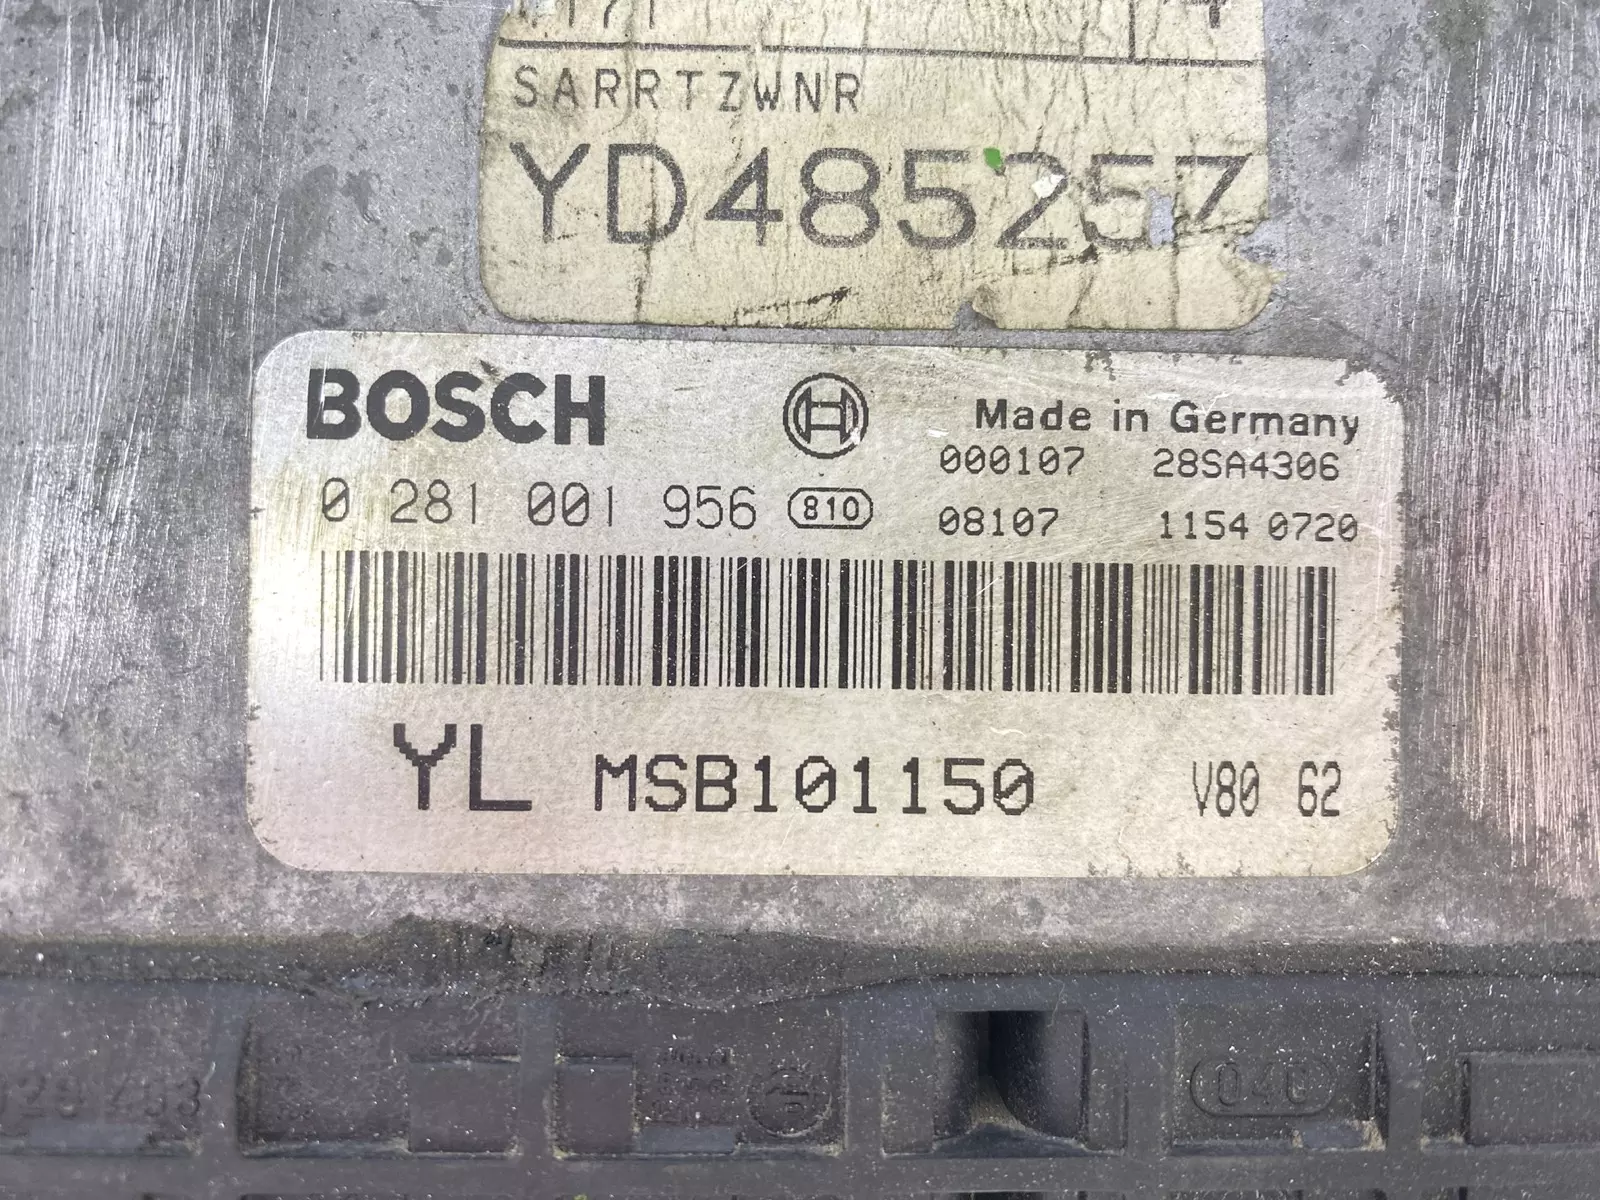 SARRTZWNR
YD485257
BOSCH
Made in Germany
000107 28SA4306
0 281 001 956 810
08107 1154 0720
YL MSB101150 V80 62
040